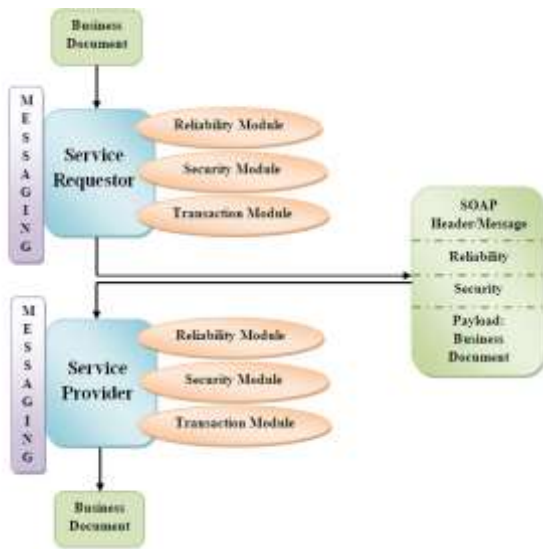 Business
Document
M
E
S
S
A
G
I
N
G
Service
Requestor
Reliability Module
Security Module
Transaction Module
SOAP
Header/Message
Reliability
Security
Payload:
Business
Document
M
E
S
S
A
G
I
N
G
Service
Provider
Reliability Module
Security Module
Transaction Module
Business
Document